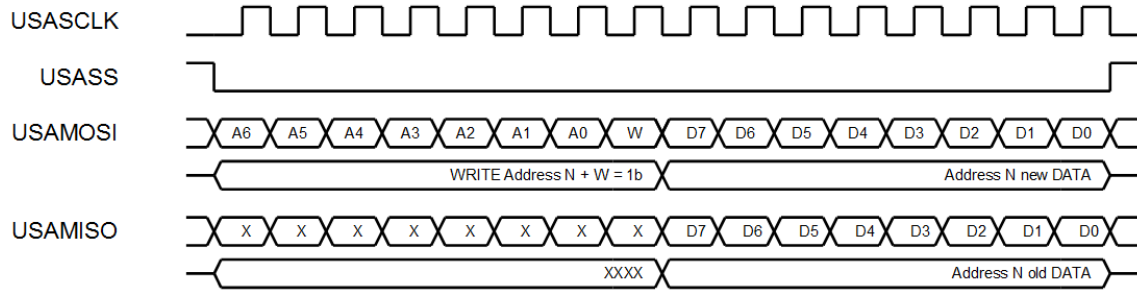 USASCLK
USASS
USAMOSI A6 A5 A4 A3 A2 A1 A0 W D7 D6 D5 D4 D3 D2 D1 D0
WRITE Address N + W = 1b Address N new DATA
USAMISO X X X X X X X X D7 D6 D5 D4 D3 D2 D1 D0
XXXX Address N old DATA